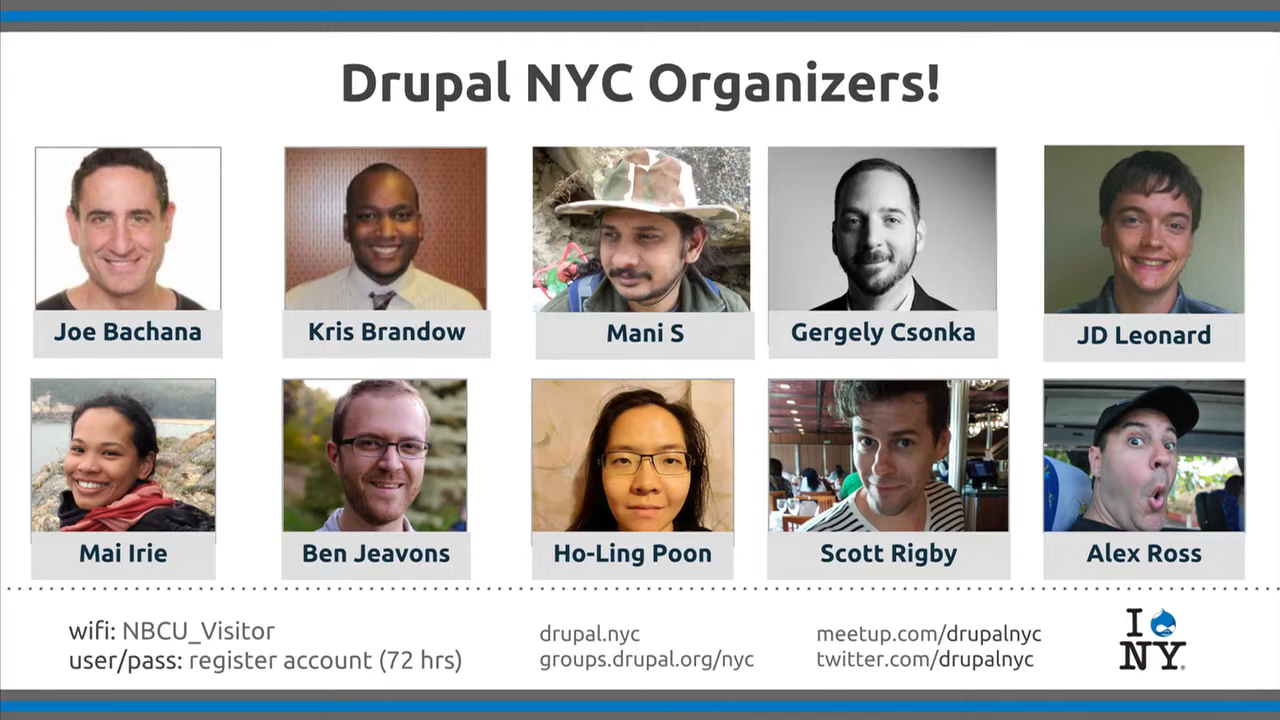 Drupal NYC Organizers!
Joe Bachana
Kris Brandow
Mani S
Gergely Csonka
JD Leonard
Mai Irie
Ben Jeavons
Ho-Ling Poon
Scott Rigby
Alex Ross
wifi: NBCU_Visitor
user/pass: register account (72 hrs)
drupal.nyc
groups.drupal.org/nyc
meetup.com/drupalnyc
twitter.com/drupalnyc
I
NY®